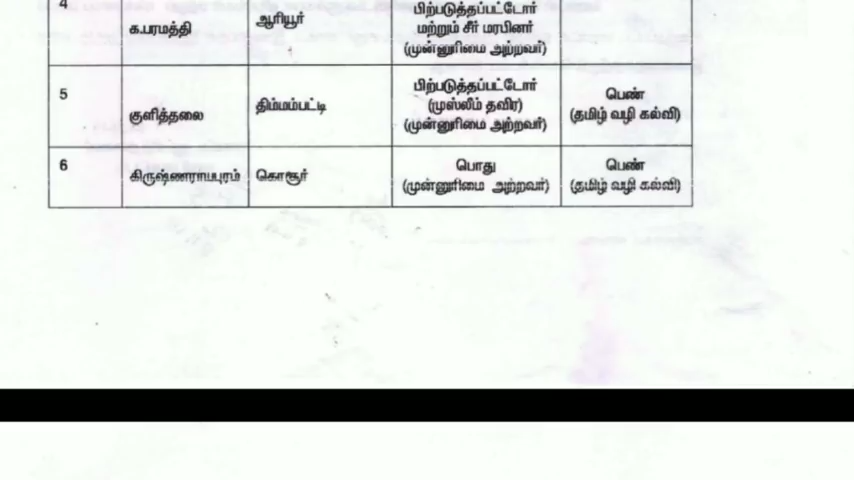 4
க.பரமத்தி
ஆரியூர்
பிற்படுத்தப்பட்டோர்
மற்றும் சீர் மரபினர்
(முன்னுரிமை அற்றவர்)
5
குளித்தலை
திம்மம்பட்டி
பிற்படுத்தப்பட்டோர்
(முஸ்லீம் தவிர)
(முன்னுரிமை அற்றவர்)
பெண்
(தமிழ் வழி கல்வி)
6
கிருஷ்ணராயபுரம்
கொசூர்
பொது
(முன்னுரிமை அற்றவர்)
பெண்
(தமிழ் வழி கல்வி)